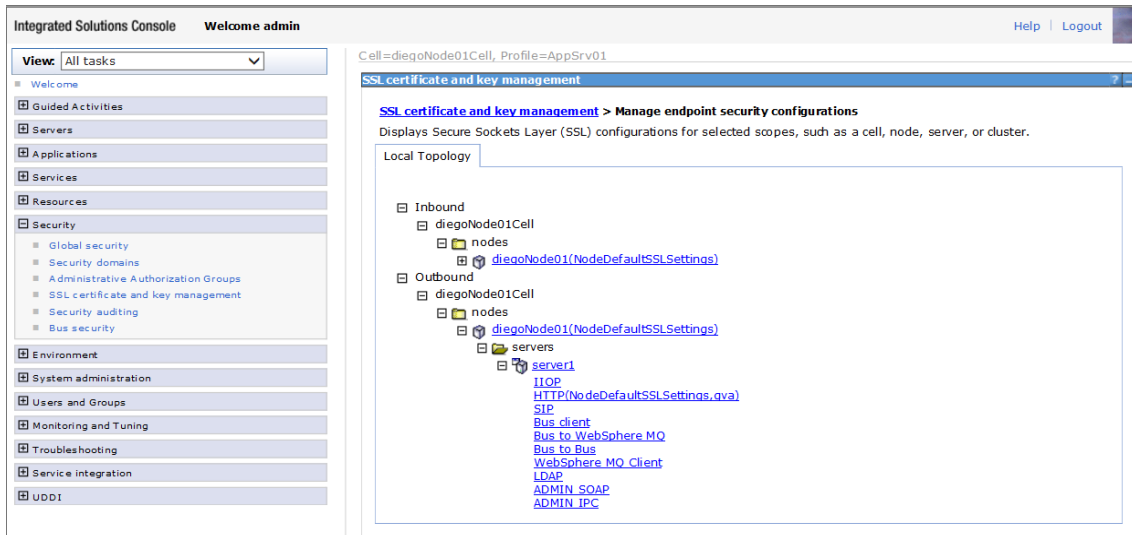 Integrated Solutions Console Welcome admin Help Logout
View: All tasks
Welcome
Guided Activities
Servers
Applications
Services
Resources
Security
Global security
Security domains
Administrative Authorization Groups
SSL certificate and key management
Security auditing
Bus security
Environment
System administration
Users and Groups
Monitoring and Tuning
Troubleshooting
Service integration
UDDI
Cell=diegoNode01Cell, Profile=AppSrv01
SSL certificate and key management ? –
SSL certificate and key management > Manage endpoint security configurations
Displays Secure Sockets Layer (SSL) configurations for selected scopes, such as a cell, node, server, or cluster.
Local Topology
Inbound
diegoNode01Cell
nodes
diegoNode01(NodeDefaultSSLSettings)
Outbound
diegoNode01Cell
nodes
diegoNode01(NodeDefaultSSLSettings)
servers
server1
IIOP
HTTP(NodeDefaultSSLSettings,gva)
SIP
Bus client
Bus to WebSphere MQ
Bus to Bus
WebSphere MQ Client
LDAP
ADMIN_SOAP
ADMIN_IPC